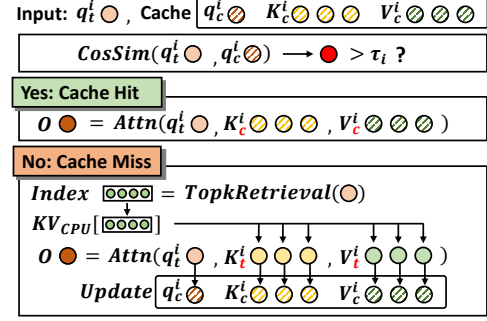 Input: q_t^i , Cache q_c^i K_c^i V_c^i
CosSim(q_t^i , q_c^i ) → > τ_i ?
Yes: Cache Hit
O = Attn(q_t^i , K_c^i , V_c^i )
No: Cache Miss
Index = TopkRetrieval( )
KV_CPU[ ]
O = Attn(q_t^i , K_t^i , V_t^i )
Update q_c^i K_c^i V_c^i